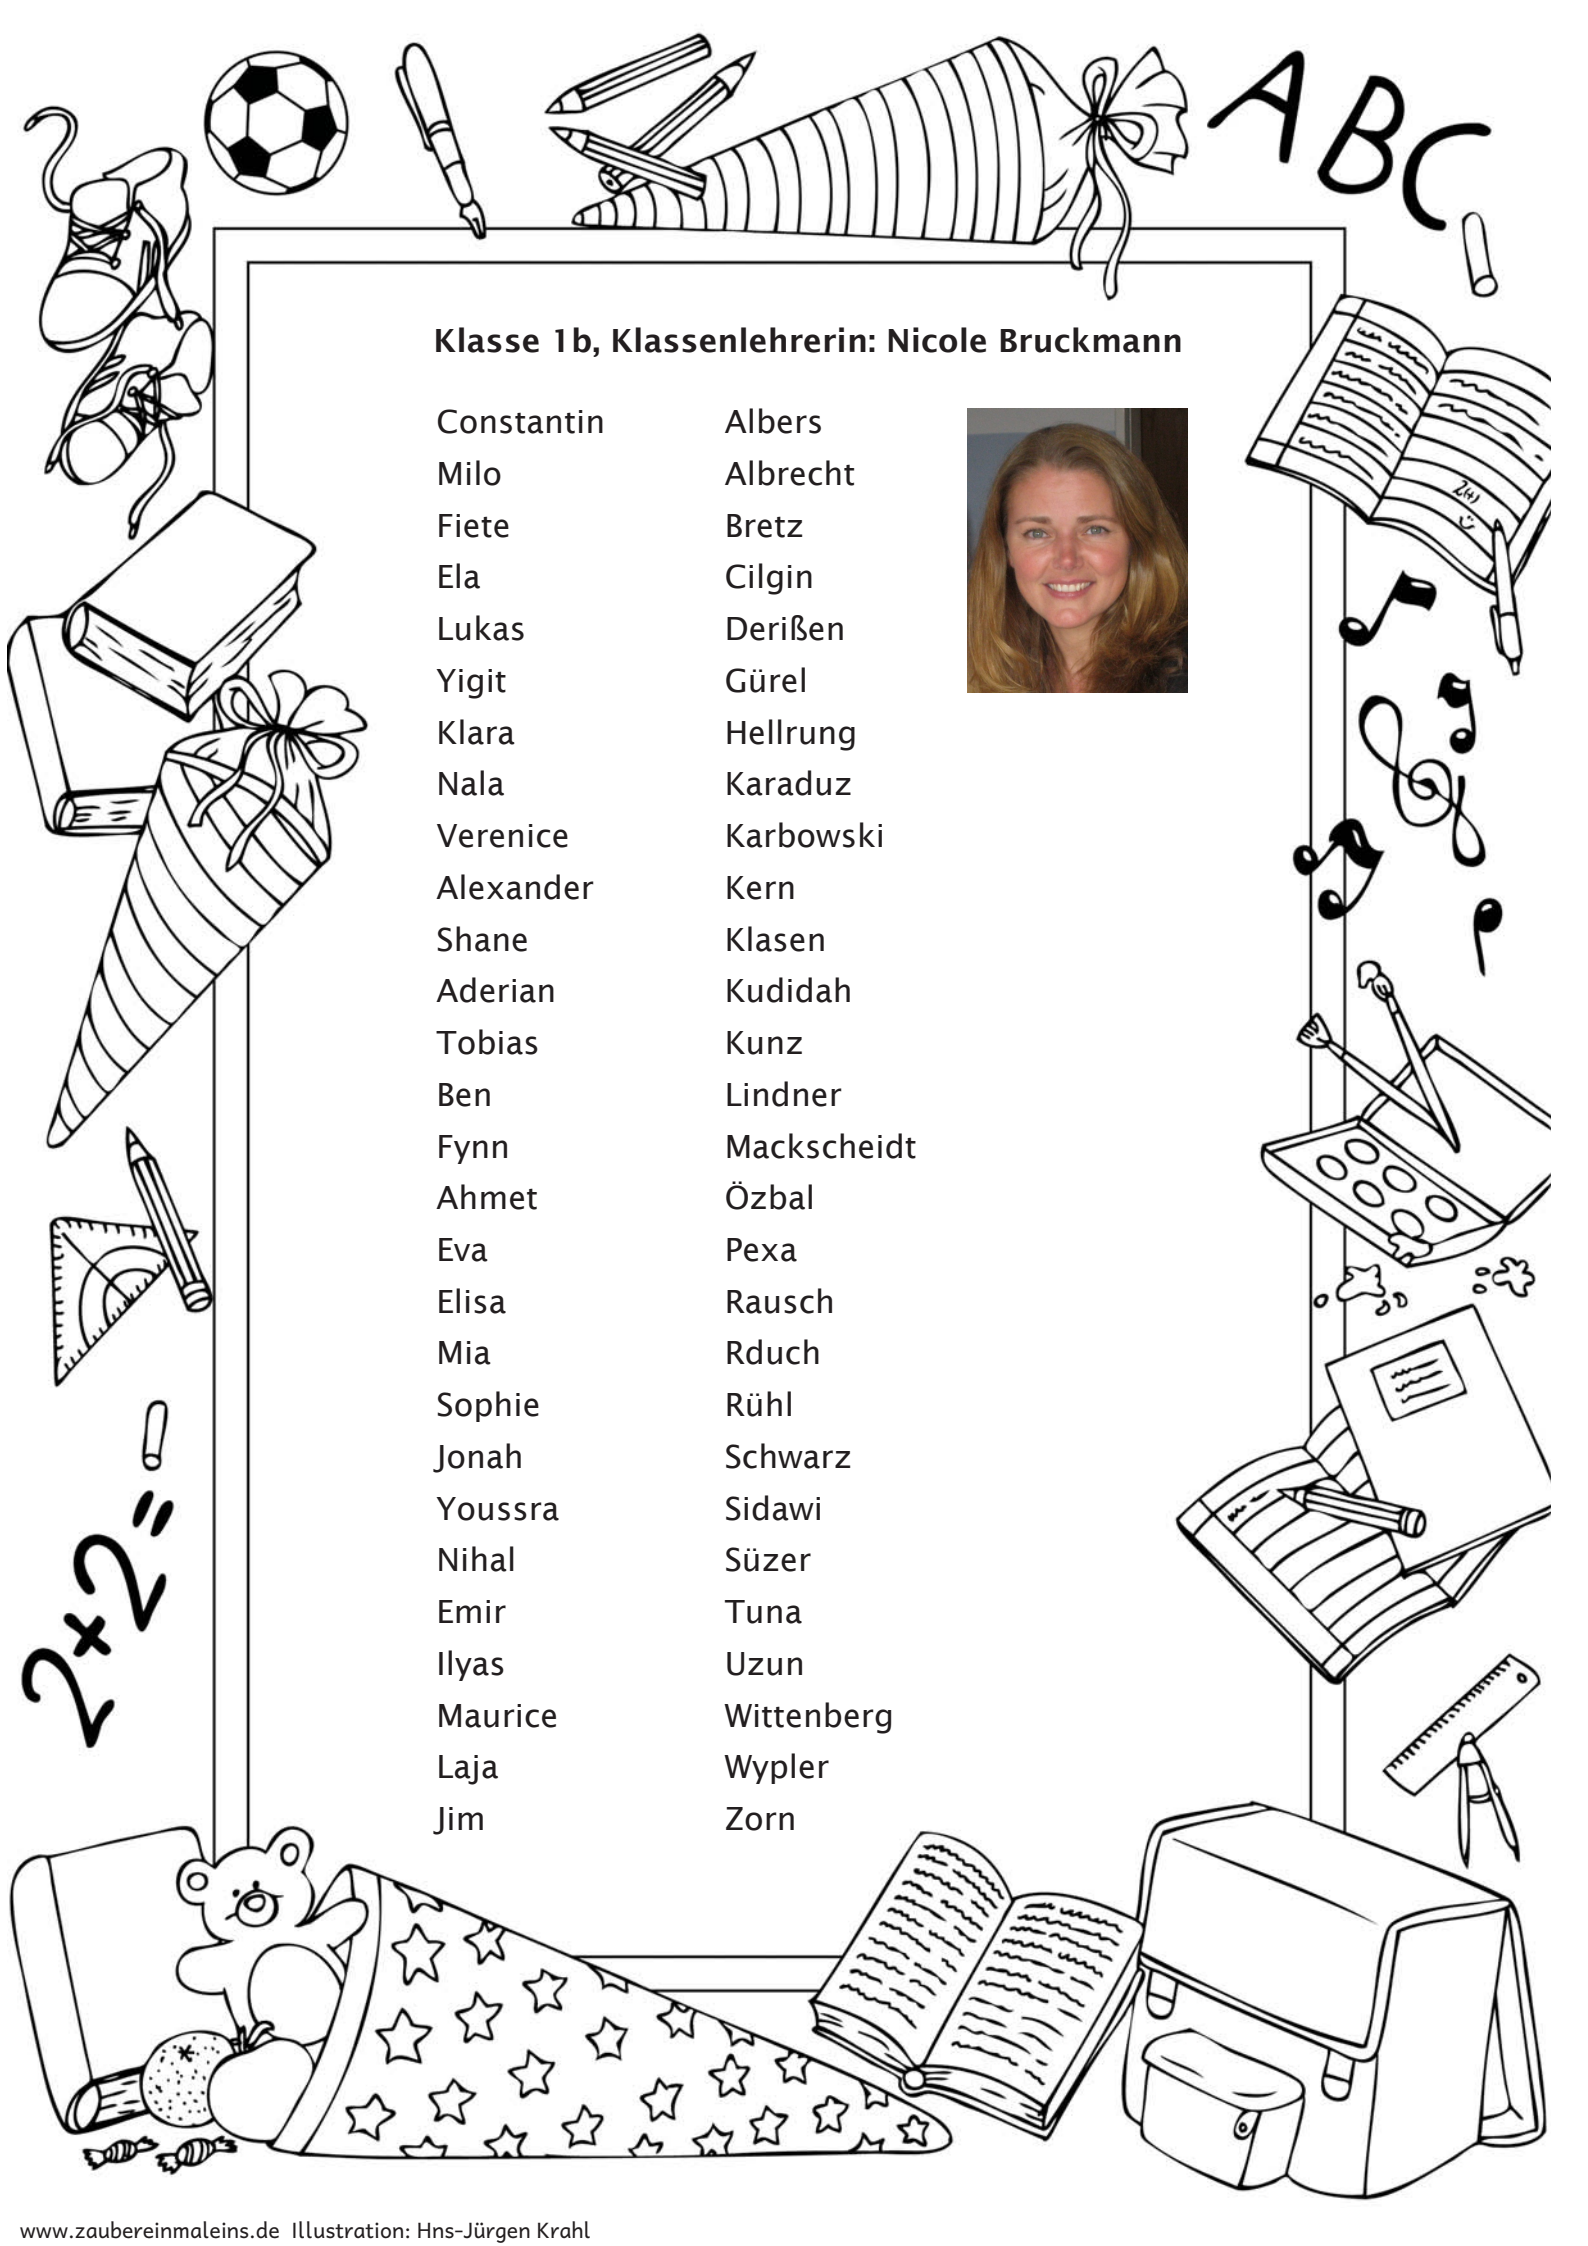 ABC
Klasse 1b, Klassenlehrerin: Nicole Bruckmann
Constantin Albers
Milo Albrecht
Fiete Bretz
Ela Cilgin
Lukas Derißen
Yigit Gürel
Klara Hellrung
Nala Karaduz
Verenice Karbowski
Alexander Kern
Shane Klasen
Aderian Kudidah
Tobias Kunz
Ben Lindner
Fynn Mackscheidt
Ahmet Özbal
Eva Pexa
Elisa Rausch
Mia Rduch
Sophie Rühl
Jonah Schwarz
Youssra Sidawi
Nihal Süzer
Emir Tuna
Ilyas Uzun
Maurice Wittenberg
Laja Wypler
Jim Zorn
2(+)
2+2=
www.zaubereinmaleins.de Illustration: Hns-Jürgen Krahl